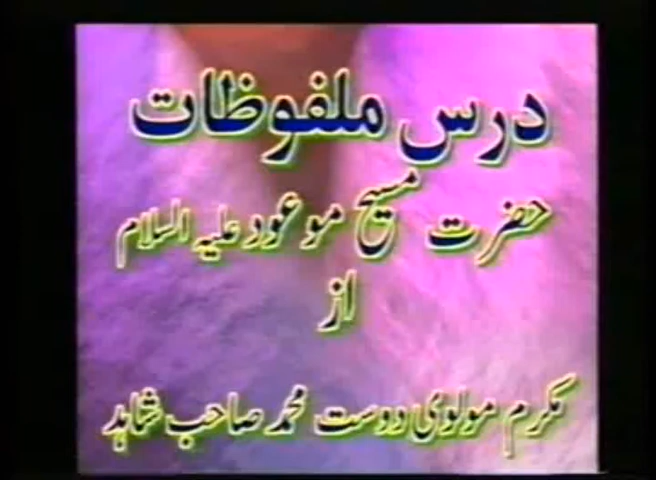 درس ملفوظات
حضرت مسیح موعود علیہ السلام
از
مکرم مولوی دوست محمد صاحب شاہد